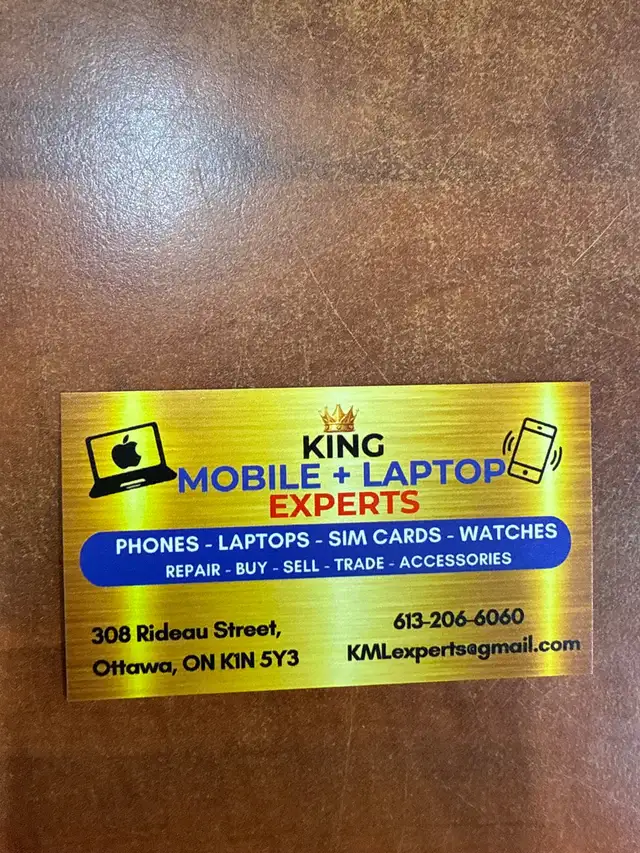 KING
MOBILE + LAPTOP
EXPERTS
PHONES - LAPTOPS - SIM CARDS - WATCHES
REPAIR - BUY - SELL - TRADE - ACCESSORIES
308 Rideau Street,
Ottawa, ON K1N 5Y3
613-206-6060
KMLexperts@gmail.com